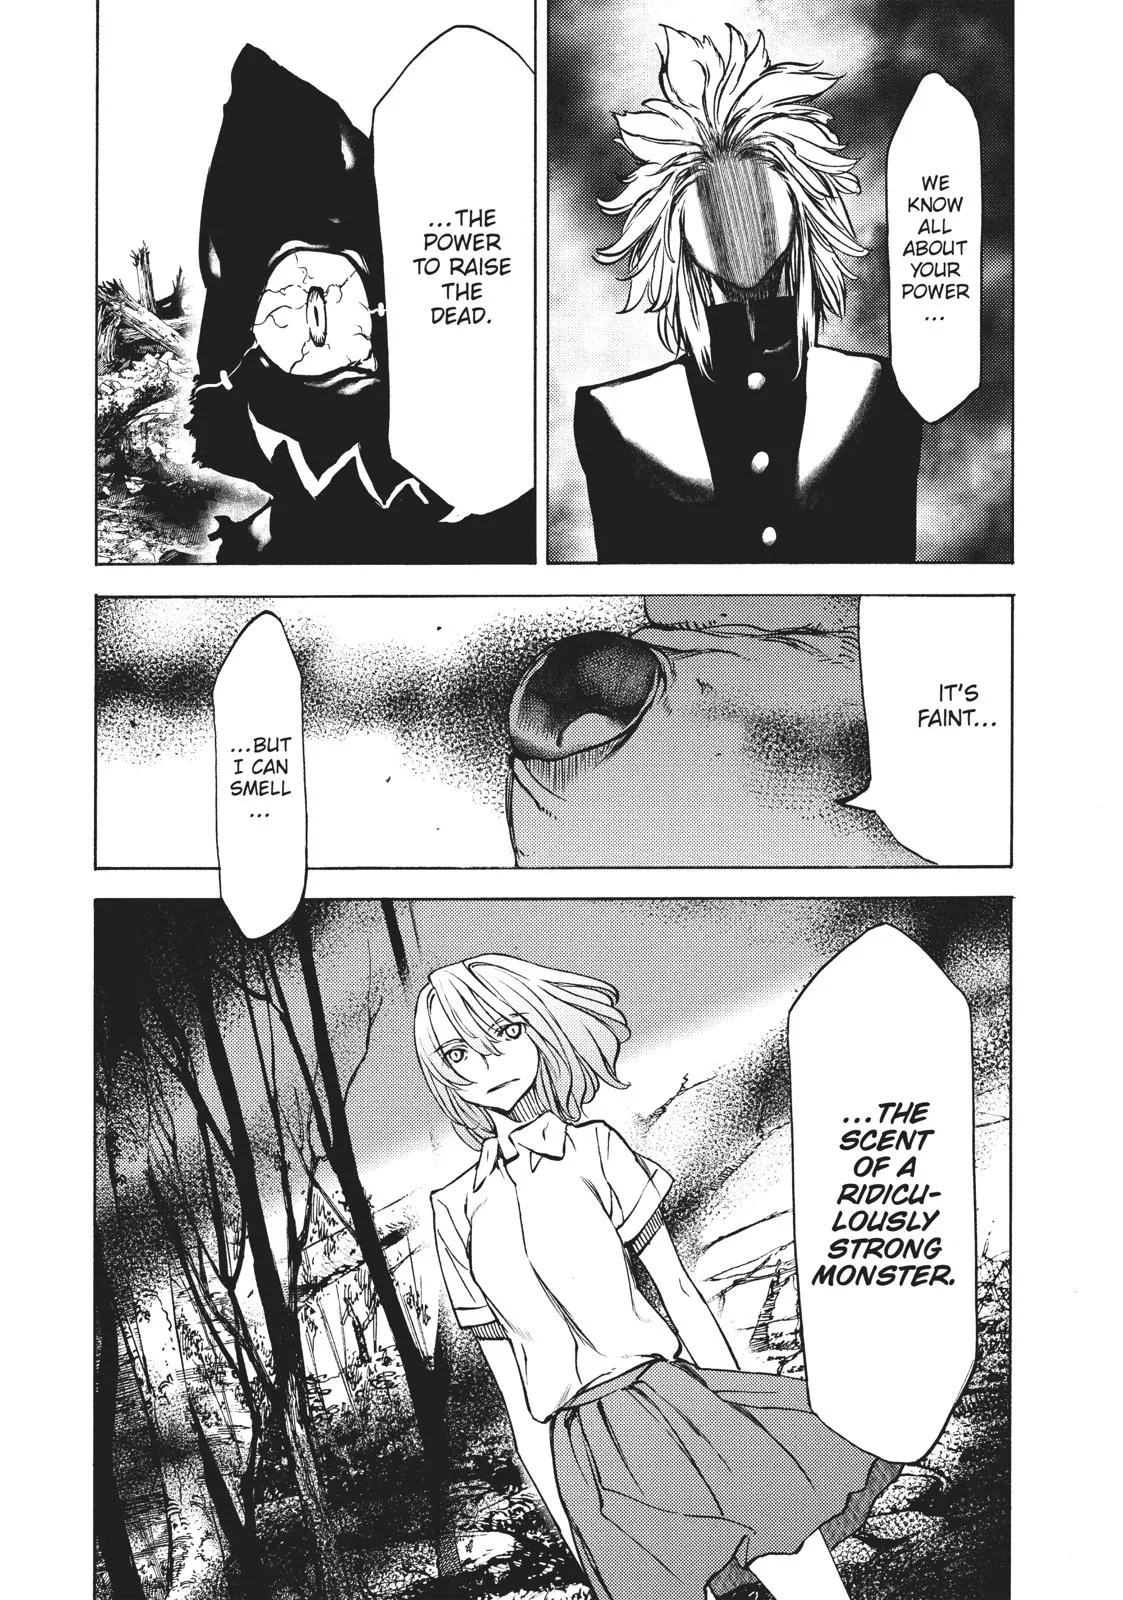 WE
KNOW
ALL
ABOUT
YOUR
POWER
...
...THE
POWER
TO RAISE
THE
DEAD.
IT'S
FAINT...
...BUT
I CAN
SMELL
...
...THE
SCENT
OF A
RIDICU-
LOUSLY
STRONG
MONSTER.